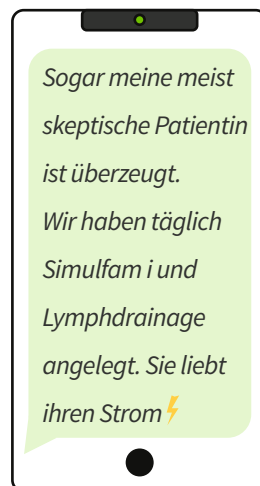 Sogar meine meist
skeptische Patientin
ist überzeugt.
Wir haben täglich
Simulfam i und
Lymphdrainage
angelegt. Sie liebt
ihren Strom⚡